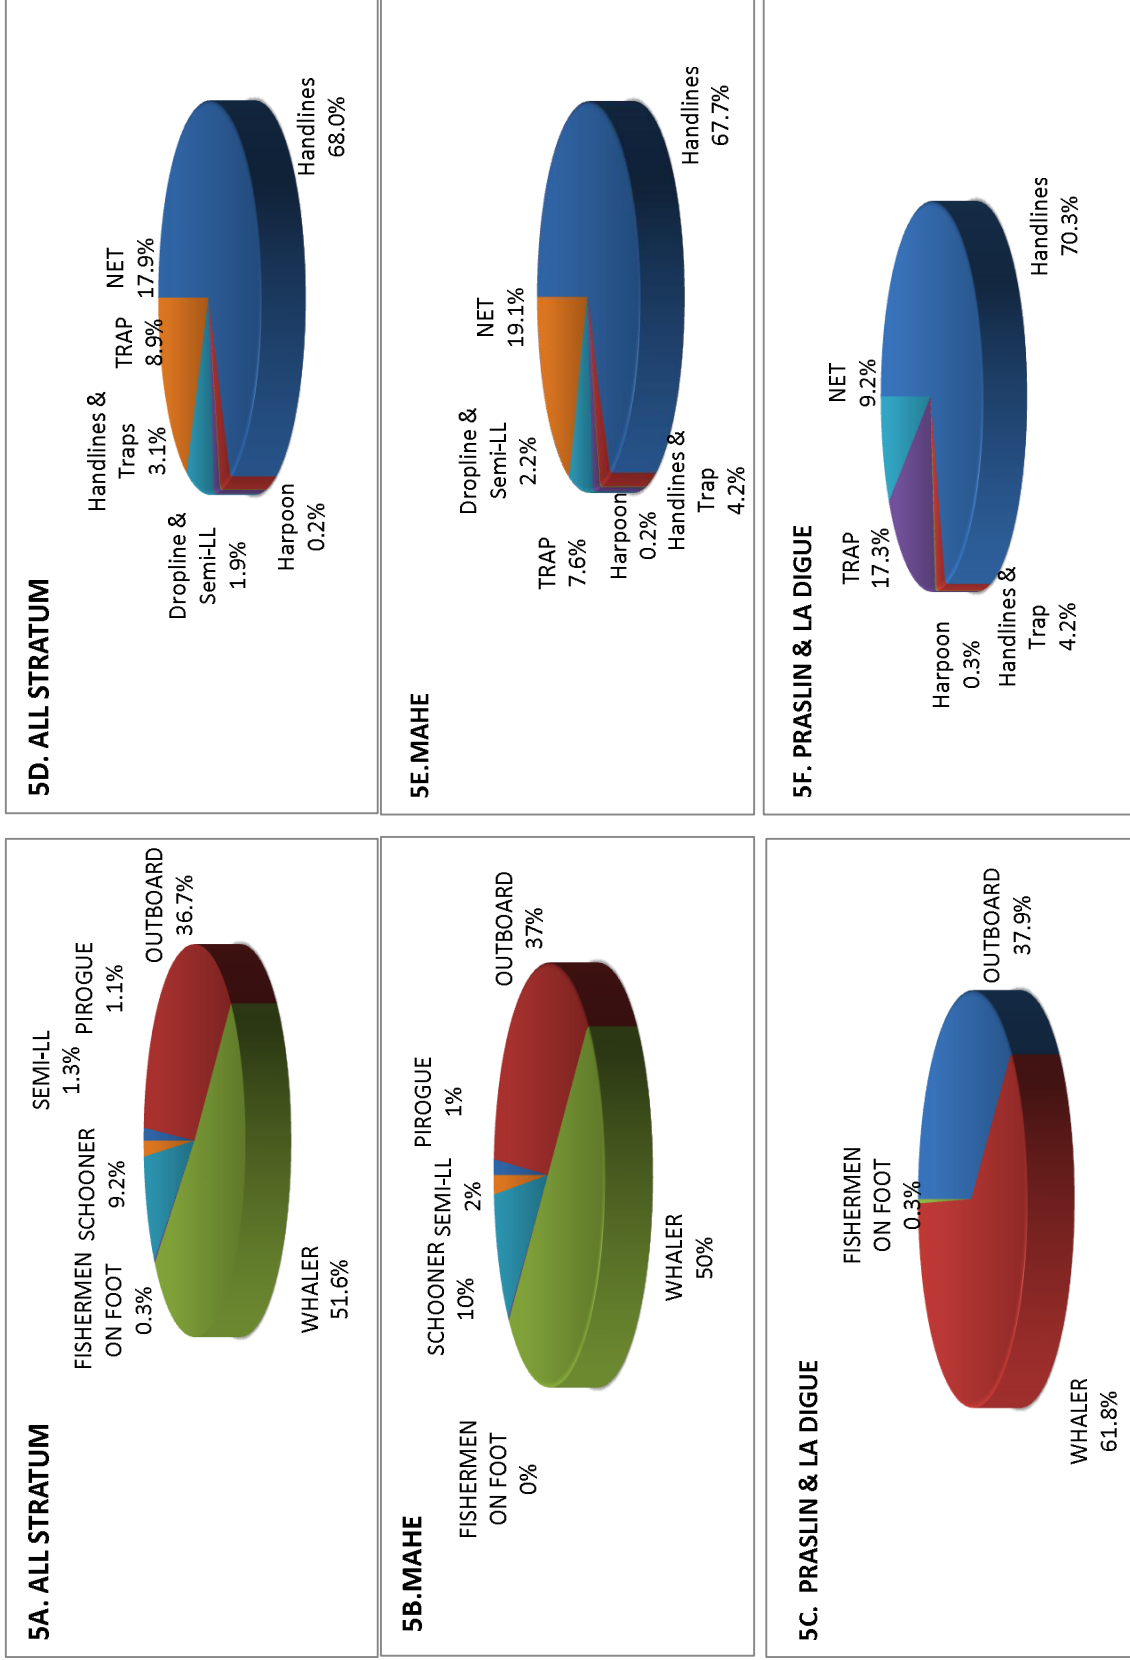 5A. ALL STRATUM
SEMI-LL
1.3%
PIROGUE
1.1%
OUTBOARD
36.7%
SCHOONER
9.2%
FISHERMEN
ON FOOT
0.3%
WHALER
51.6%
5D. ALL STRATUM
NET
17.9%
TRAP
8.9%
Handlines &
Traps
3.1%
Dropline &
Semi-LL
1.9%
Harpoon
0.2%
Handlines
68.0%
5B.MAHE
PIROGUE
1%
OUTBOARD
37%
SEMI-LL
2%
SCHOONER
10%
FISHERMEN
ON FOOT
0%
WHALER
50%
5E.MAHE
NET
19.1%
Dropline &
Semi-LL
2.2%
TRAP
7.6%
Harpoon
0.2%
Handlines &
Trap
4.2%
Handlines
67.7%
5C. PRASLIN & LA DIGUE
FISHERMEN
ON FOOT
0.3%
OUTBOARD
37.9%
WHALER
61.8%
5F. PRASLIN & LA DIGUE
NET
9.2%
TRAP
17.3%
Harpoon
0.3%
Handlines &
Trap
4.2%
Handlines
70.3%